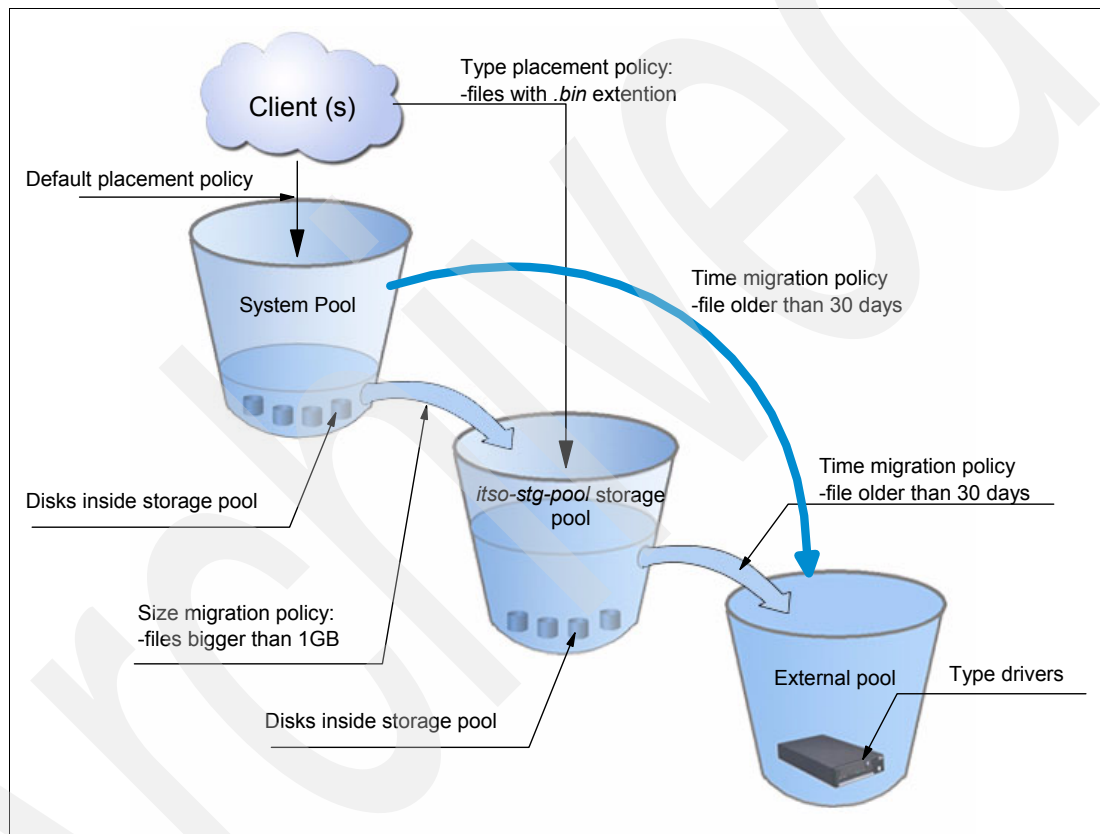 Client (s)
Type placement policy:
-files with .bin extention
Default placement policy
System Pool
Time migration policy
-file older than 30 days
Disks inside storage pool
itso-stg-pool storage
pool
Time migration policy
-file older than 30 days
Size migration policy:
-files bigger than 1GB
External pool
Type drivers
Disks inside storage pool
Archived